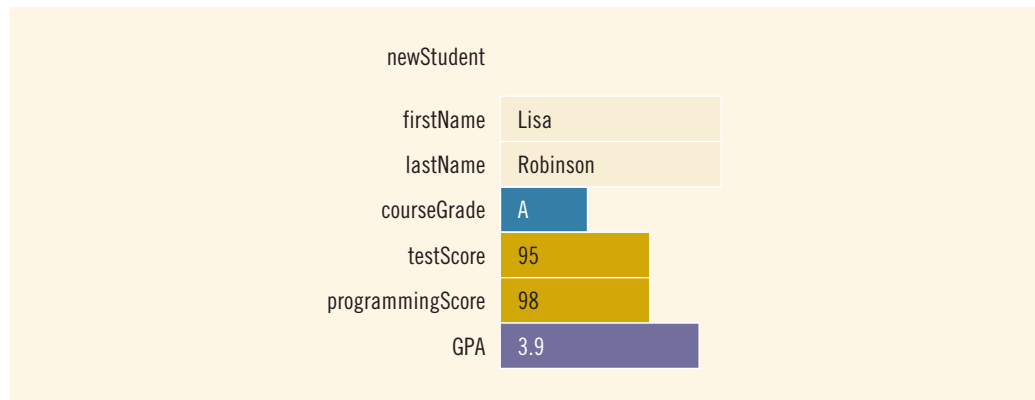 newStudent
firstName Lisa
lastName Robinson
courseGrade A
testScore 95
programmingScore 98
GPA 3.9